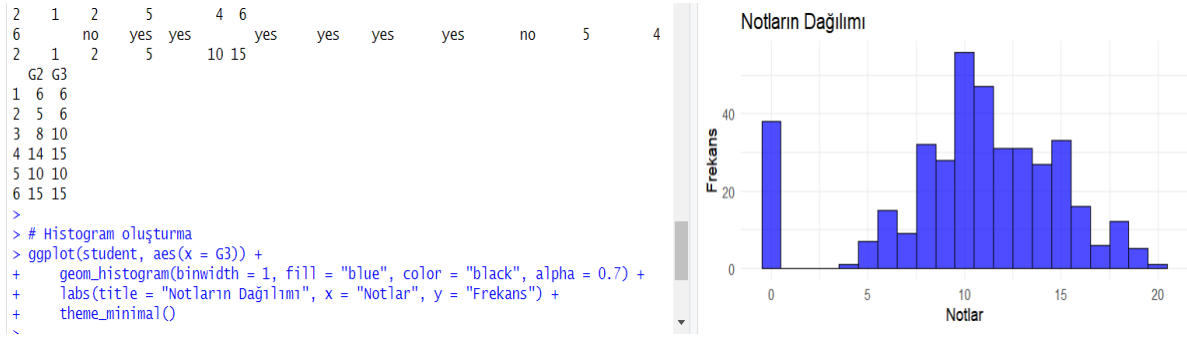 2 1 2 5 4 6
6 no yes yes yes yes yes yes no 5 4
2 1 2 5 10 15
G2 G3
1 6 6
2 5 6
3 8 10
4 14 15
5 10 10
6 15 15
>
> # Histogram oluşturma
> ggplot(student, aes(x = G3)) +
+ geom_histogram(binwidth = 1, fill = "blue", color = "black", alpha = 0.7) +
+ labs(title = "Notların Dağılımı", x = "Notlar", y = "Frekans") +
+ theme_minimal()
>
Notların Dağılımı
Frekans
40
20
0
0 5 10 15 20
Notlar